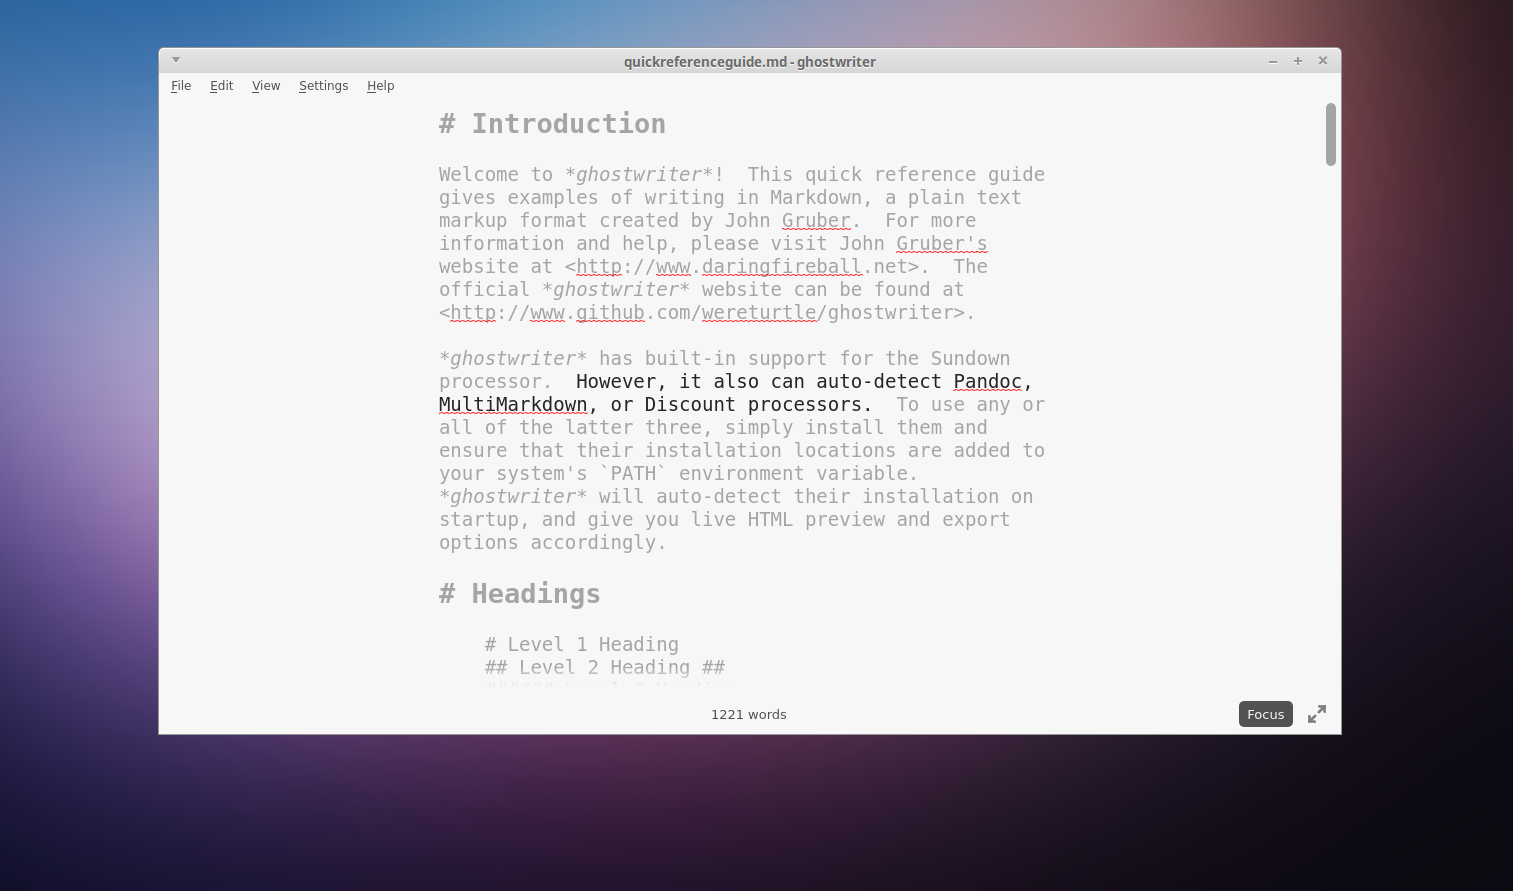 quickreferenceguide.md - ghostwriter
File Edit View Settings Help
# Introduction
Welcome to *ghostwriter*!  This quick reference guide
gives examples of writing in Markdown, a plain text
markup format created by John Gruber.  For more
information and help, please visit John Gruber's
website at <http://www.daringfireball.net>.  The
official *ghostwriter* website can be found at
<http://www.github.com/wereturtle/ghostwriter>.
*ghostwriter* has built-in support for the Sundown
processor.  However, it also can auto-detect Pandoc,
MultiMarkdown, or Discount processors.  To use any or
all of the latter three, simply install them and
ensure that their installation locations are added to
your system's `PATH` environment variable.
*ghostwriter* will auto-detect their installation on
startup, and give you live HTML preview and export
options accordingly.
# Headings
# Level 1 Heading
## Level 2 Heading ##
1221 words
Focus